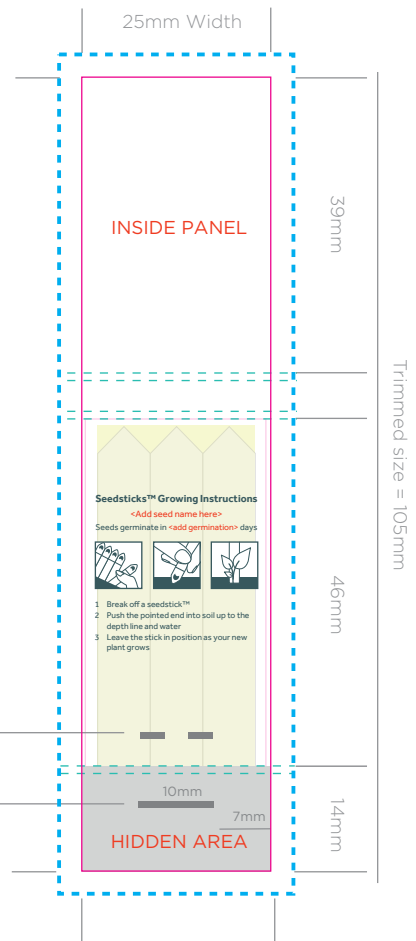 25mm Width
39mm
INSIDE PANEL
Trimmed size = 105mm
Seedsticks™ Growing Instructions
<Add seed name here>
Seeds germinate in <add germination> days
46mm
1 Break off a seedstick™
2 Push the pointed end into soil up to the
depth line and water
3 Leave the stick in position as your new
plant grows
10mm
7mm
14mm
HIDDEN AREA